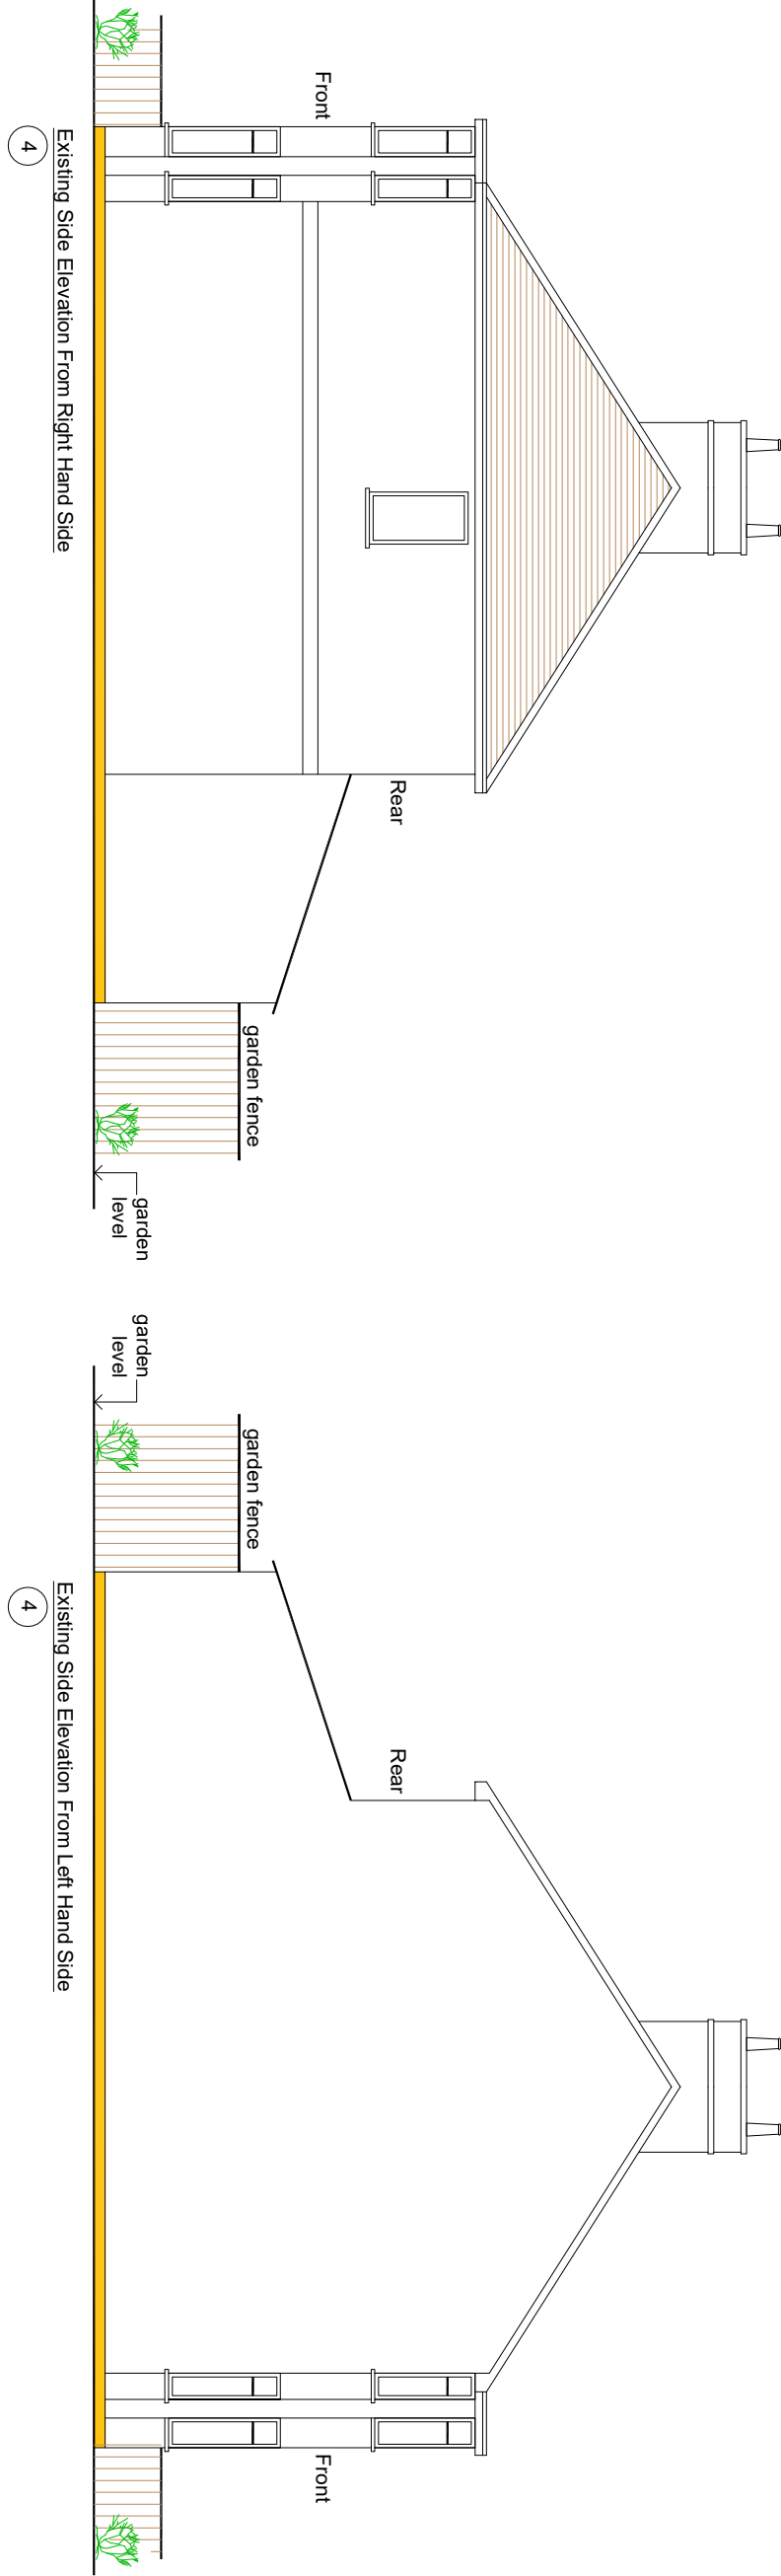 Front
Rear
garden fence
garden
level
Existing Side Elevation From Right Hand Side
4
garden
level
garden fence
Rear
Front
Existing Side Elevation From Left Hand Side
4